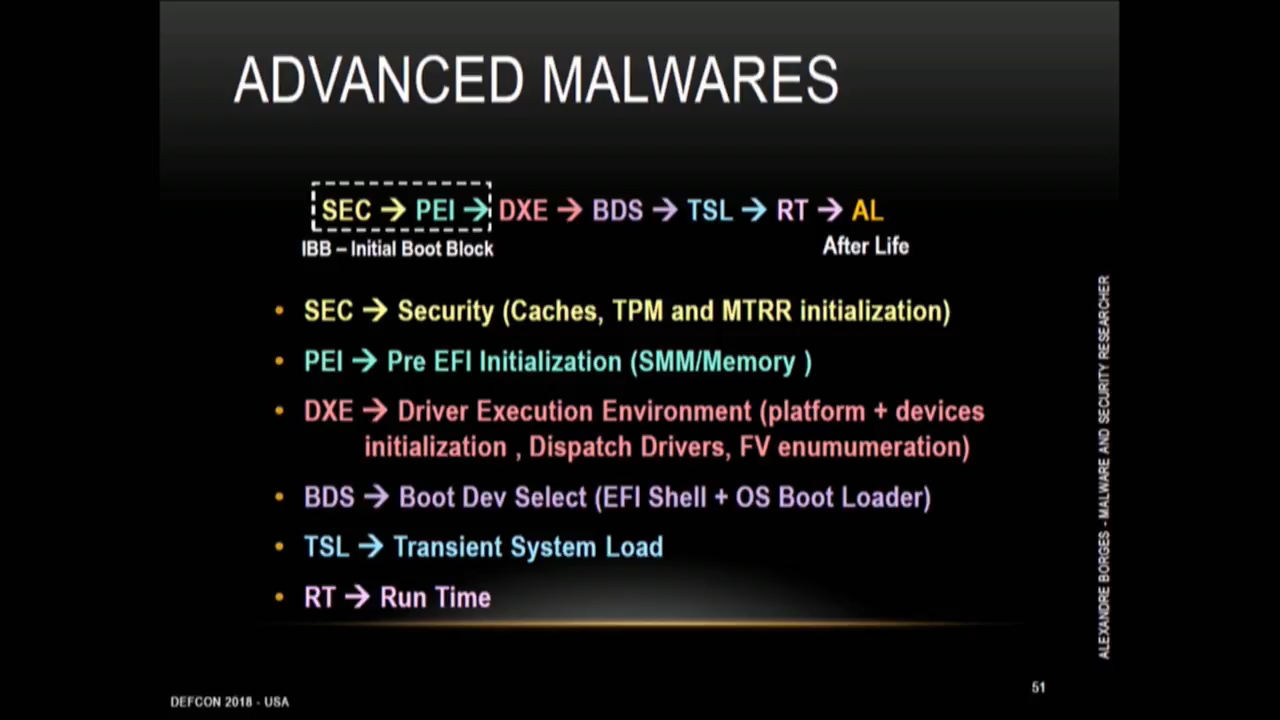 ADVANCED MALWARES
SEC → PEI → DXE → BDS → TSL → RT → AL
IBB – Initial Boot Block
After Life
• SEC → Security (Caches, TPM and MTRR initialization)
• PEI → Pre EFI Initialization (SMM/Memory )
• DXE → Driver Execution Environment (platform + devices
initialization , Dispatch Drivers, FV enumumeration)
• BDS → Boot Dev Select (EFI Shell + OS Boot Loader)
• TSL → Transient System Load
• RT → Run Time
ALEXANDRE BORGES - MALWARE AND SECURITY RESEARCHER
DEFCON 2018 - USA
51